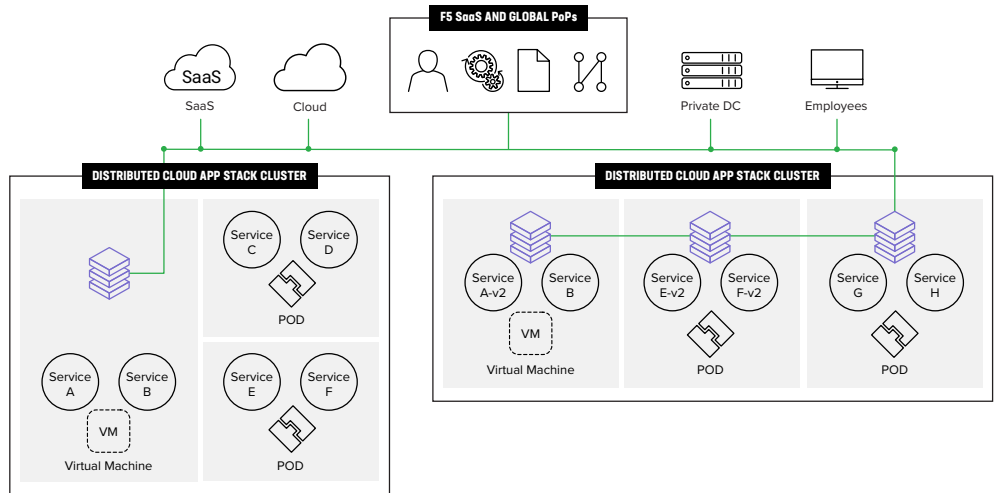 F5 SaaS AND GLOBAL PoPs
SaaS
SaaS
Cloud
Private DC
Employees
DISTRIBUTED CLOUD APP STACK CLUSTER
Service
C
Service
D
POD
Service
A
Service
B
VM
Virtual Machine
Service
E
Service
F
POD
DISTRIBUTED CLOUD APP STACK CLUSTER
Service
A-v2
Service
B
VM
Virtual Machine
Service
E-v2
Service
F-v2
POD
Service
G
Service
H
POD